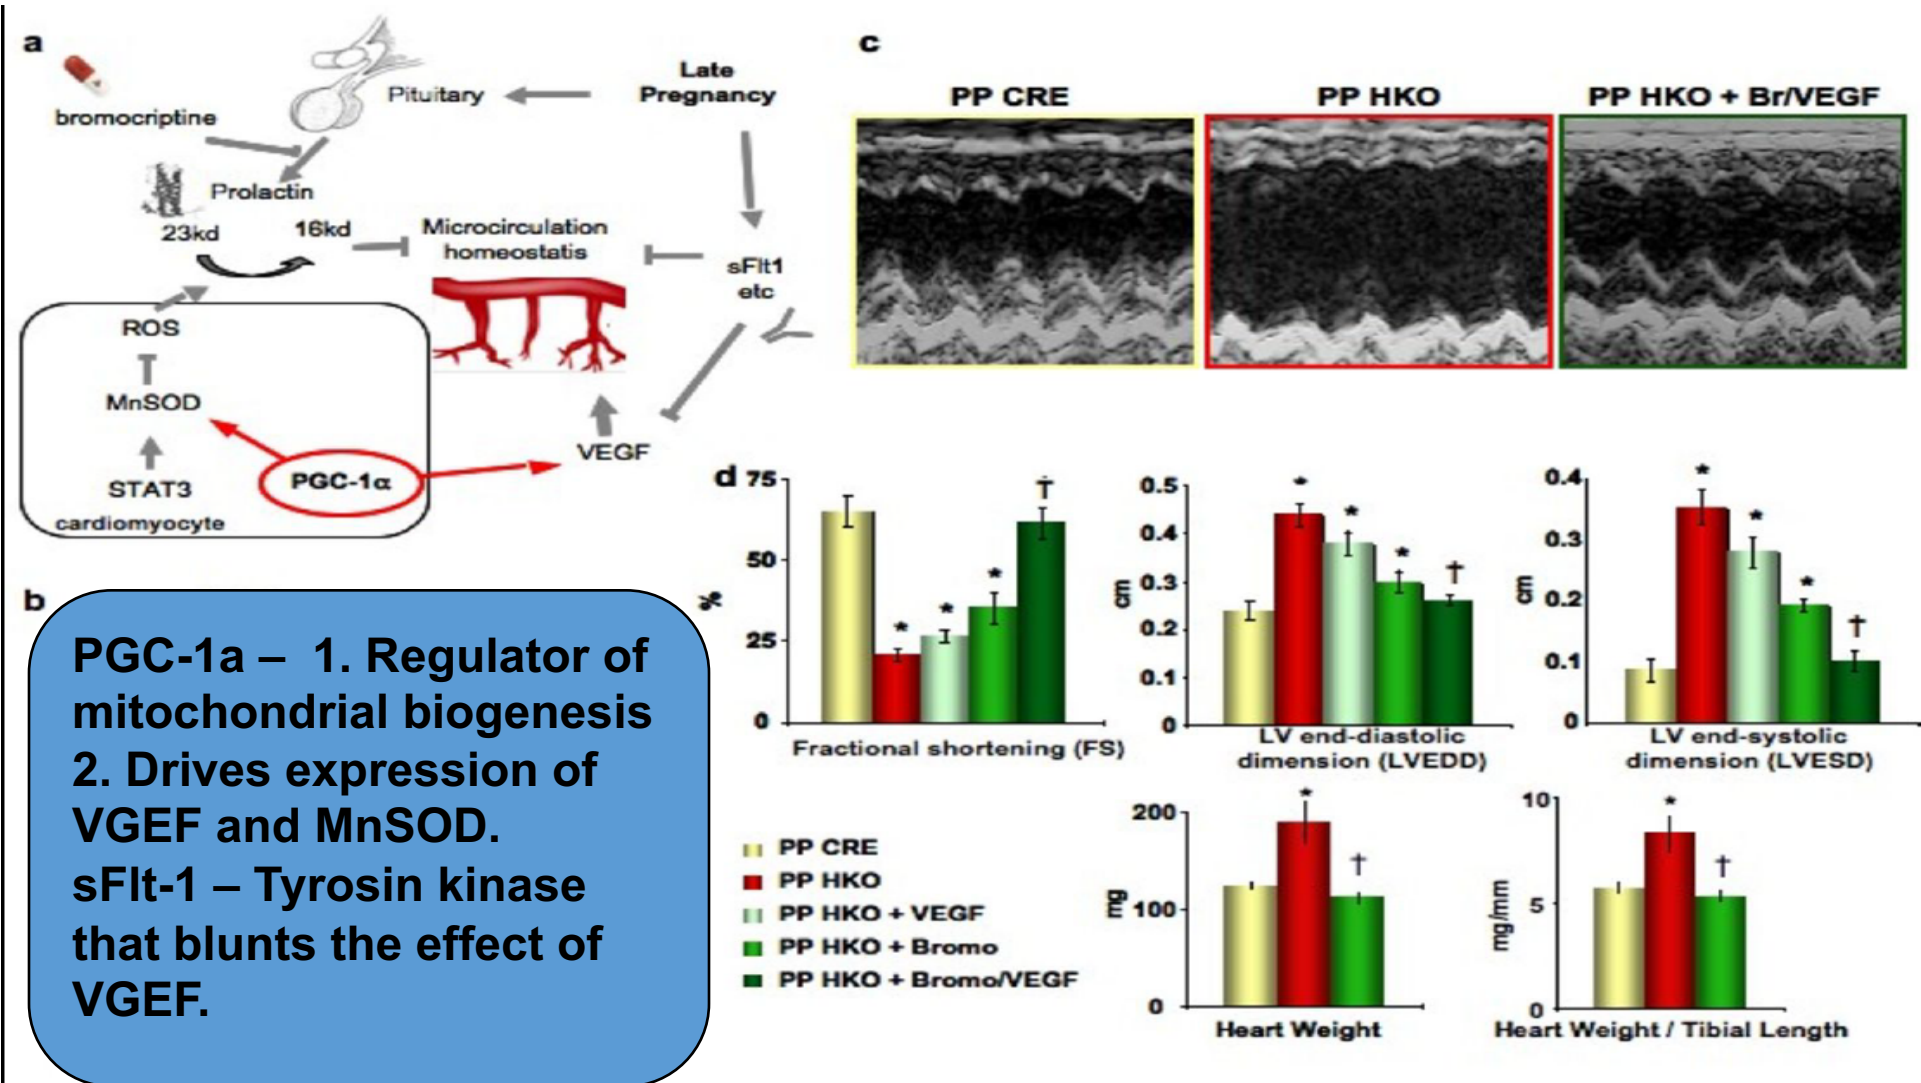 a
bromocriptine
Pituitary
Late
Pregnancy
Prolactin
23kd
16kd
Microcirculation
homeostatis
sFlt1
etc
ROS
MnSOD
STAT3
cardiomyocyte
PGC-1α
VEGF
b
PGC-1a – 1. Regulator of
mitochondrial biogenesis
2. Drives expression of
VGEF and MnSOD.
sFlt-1 – Tyrosin kinase
that blunts the effect of
VGEF.
c
PP CRE
PP HKO
PP HKO + Br/VEGF
d
75
50
25
0
%
*
*
*
†
Fractional shortening (FS)
0.5
0.4
0.3
0.2
0.1
0
cm
*
*
*
†
LV end-diastolic
dimension (LVEDD)
0.4
0.3
0.2
0.1
0
cm
*
*
*
†
LV end-systolic
dimension (LVESD)
PP CRE
PP HKO
PP HKO + VEGF
PP HKO + Bromo
PP HKO + Bromo/VEGF
200
100
0
mg
*
†
Heart Weight
10
5
0
mg/mm
*
†
Heart Weight / Tibial Length